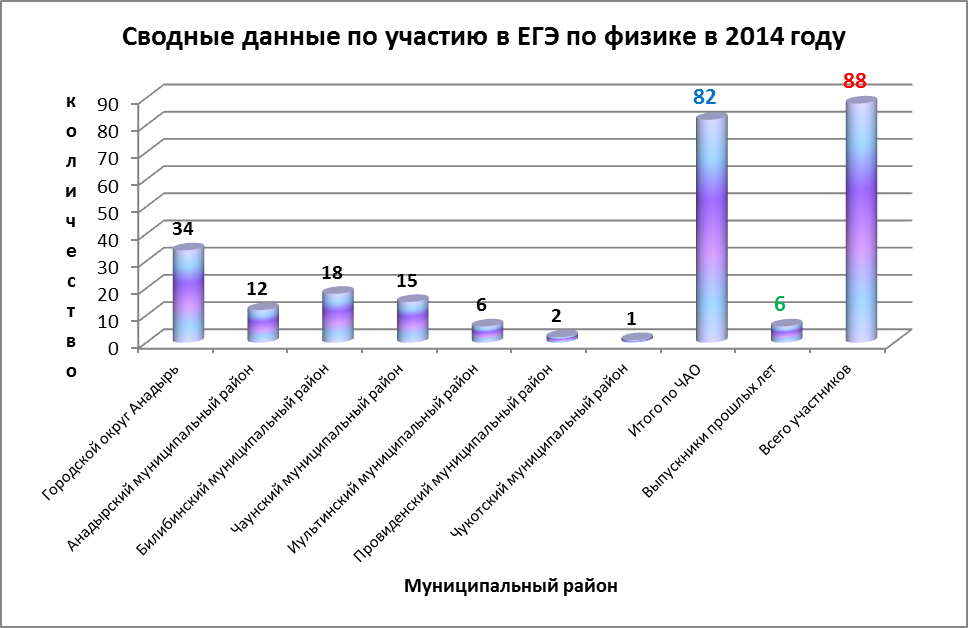 Сводные данные по участию в ЕГЭ по физике в 2014 году
количество
90
80
70
60
50
40
30
20
10
0
34
12
18
15
6
2
1
82
6
88
Городской округ Анадырь
Анадырский муниципальный район
Билибинский муниципальный район
Чаунский муниципальный район
Иультинский муниципальный район
Провиденский муниципальный район
Чукотский муниципальный район
Итого по ЧАО
Выпускники прошлых лет
Всего участников
Муниципальный район